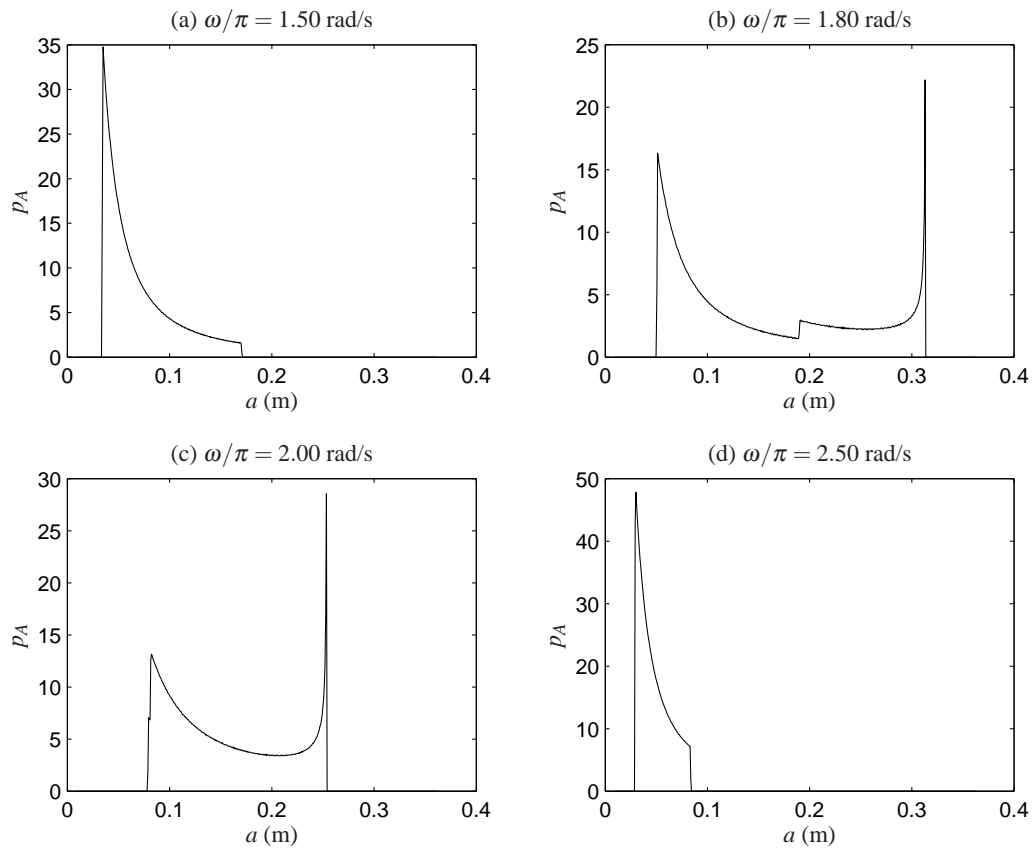 (a) ω/π = 1.50 rad/s
35
30
25
20
15
10
5
0
p_A
0 0.1 0.2 0.3 0.4
a (m)
(b) ω/π = 1.80 rad/s
25
20
15
10
5
0
p_A
0 0.1 0.2 0.3 0.4
a (m)
(c) ω/π = 2.00 rad/s
30
25
20
15
10
5
0
p_A
0 0.1 0.2 0.3 0.4
a (m)
(d) ω/π = 2.50 rad/s
50
40
30
20
10
0
p_A
0 0.1 0.2 0.3 0.4
a (m)